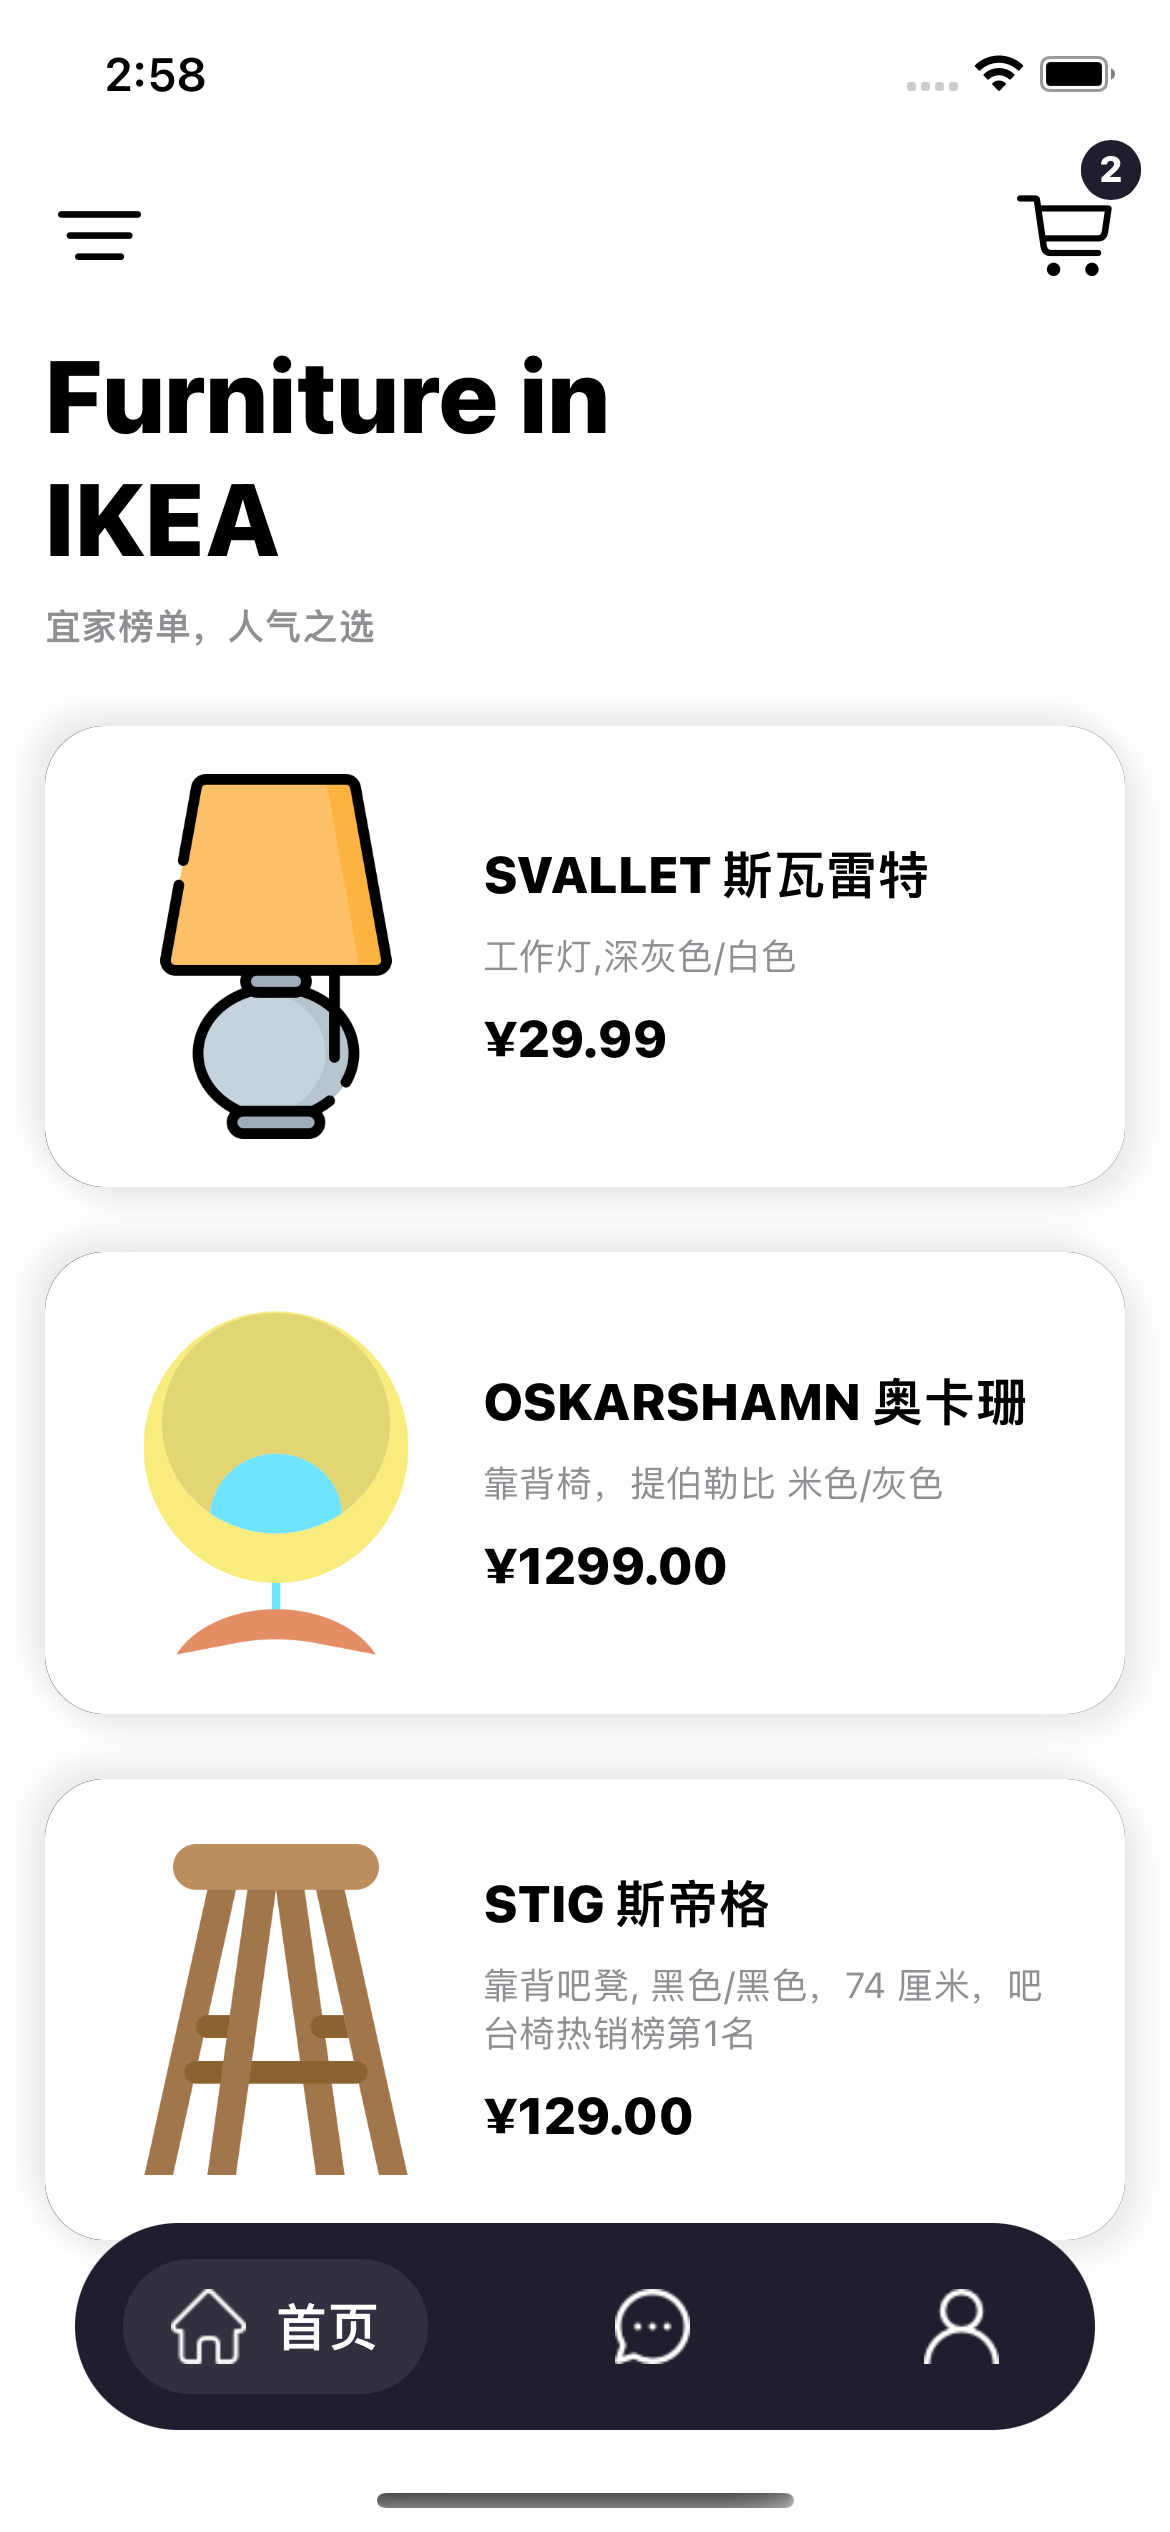 2:58
2
Furniture in
IKEA
宜家榜单，人气之选
SVALLET 斯瓦雷特
工作灯,深灰色/白色
¥29.99
OSKARSHAMN 奥卡珊
靠背椅，提伯勒比 米色/灰色
¥1299.00
STIG 斯帝格
靠背吧凳, 黑色/黑色，74 厘米，吧
台椅热销榜第1名
¥129.00
首页